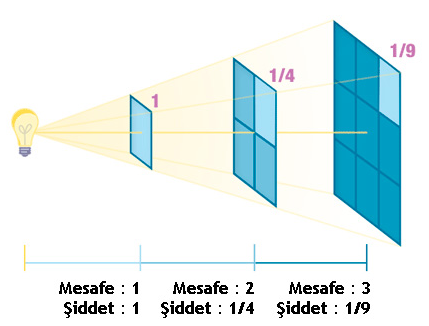 1
1/4
1/9
Mesafe : 1
Şiddet : 1
Mesafe : 2
Şiddet : 1/4
Mesafe : 3
Şiddet : 1/9